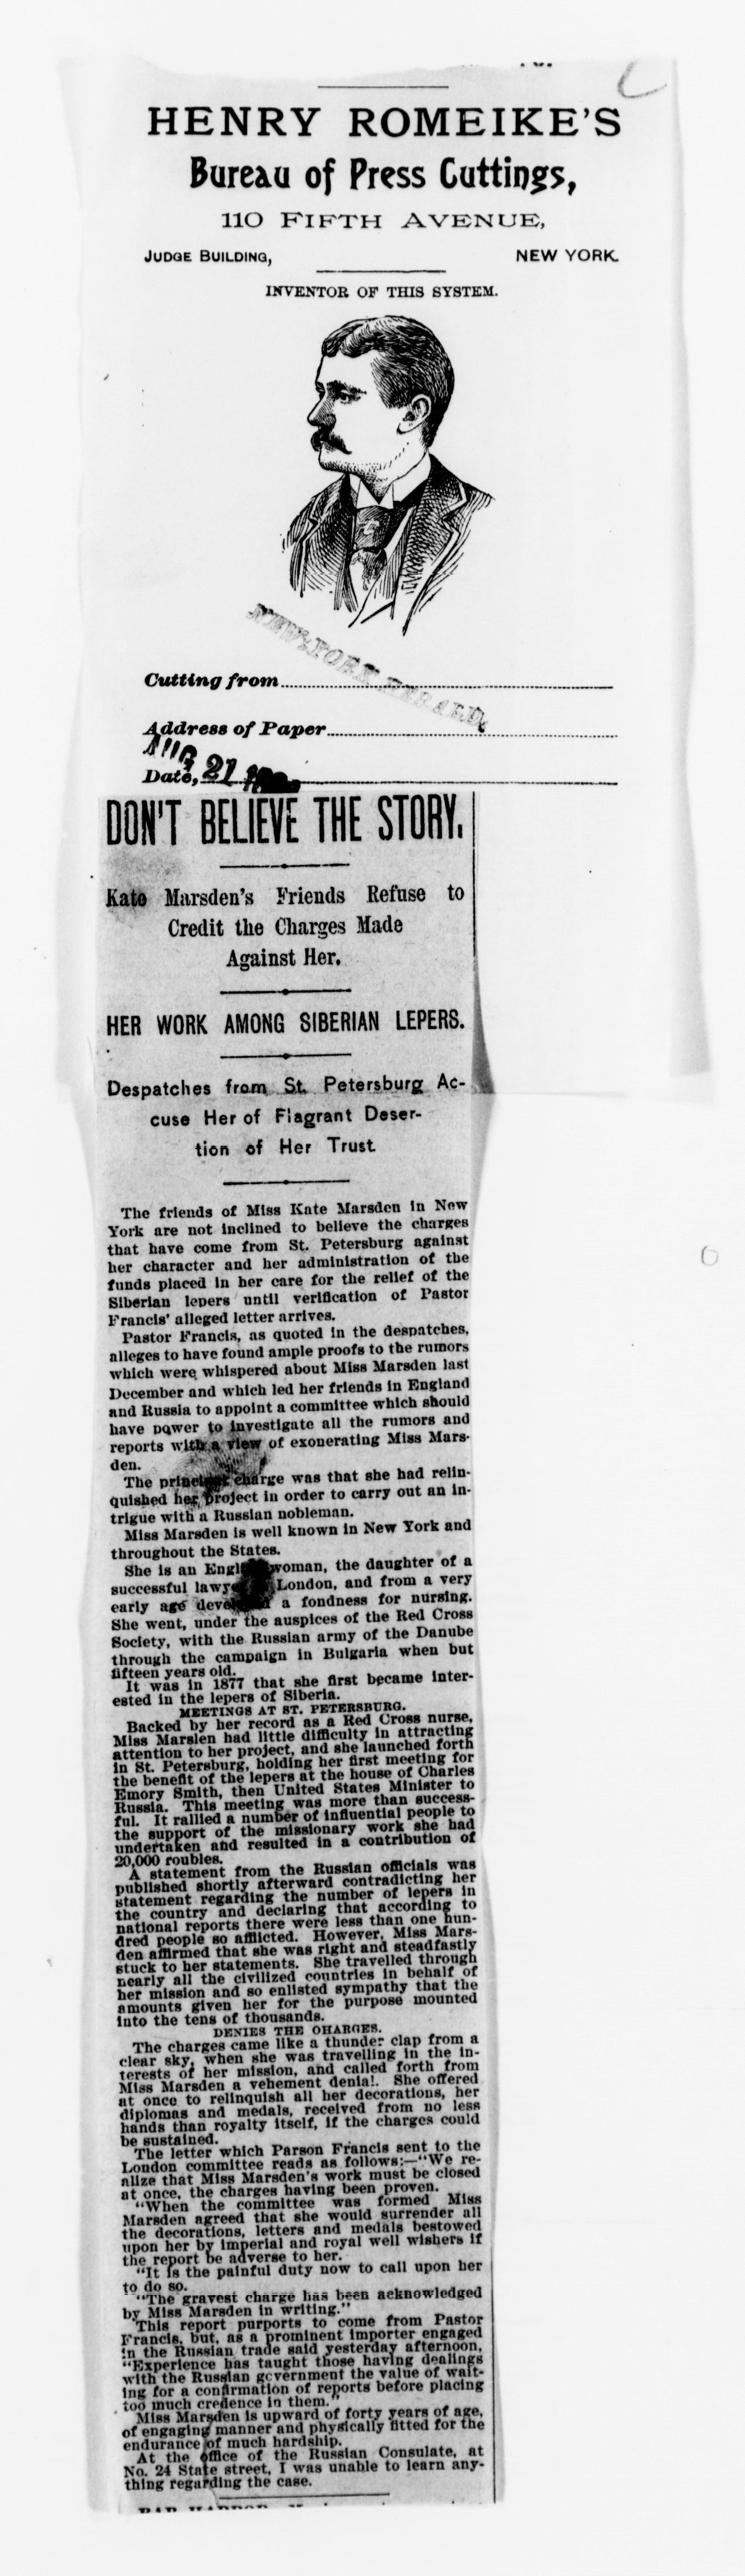 HENRY ROMEIKE'S
Bureau of Press Cuttings,
110 FIFTH AVENUE,
JUDGE BUILDING, NEW YORK.
INVENTOR OF THIS SYSTEM.
NEW-YORK HERALD,
Cutting from
Address of Paper
AUG 21
Date,
DON'T BELIEVE THE STORY.
Kate Marsden's Friends Refuse to
Credit the Charges Made
Against Her.
HER WORK AMONG SIBERIAN LEPERS.
Despatches from St. Petersburg Ac-
cuse Her of Flagrant Deser-
tion of Her Trust
The friends of Miss Kate Marsden in New
York are not inclined to believe the charges
that have come from St. Petersburg against
her character and her administration of the
funds placed in her care for the relief of the
Siberian lepers until verification of Pastor
Francis' alleged letter arrives.
Pastor Francis, as quoted in the despatches,
alleges to have found ample proofs to the rumors
which were whispered about Miss Marsden last
December and which led her friends in England
and Russia to appoint a committee which should
have power to investigate all the rumors and
reports with a view of exonerating Miss Mars-
den.
The principal charge was that she had relin-
quished her project in order to carry out an in-
trigue with a Russian nobleman.
Miss Marsden is well known in New York and
throughout the States.
She is an Englishwoman, the daughter of a
successful lawyer London, and from a very
early age developed a fondness for nursing.
She went, under the auspices of the Red Cross
Society, with the Russian army of the Danube
through the campaign in Bulgaria when but
fifteen years old.
It was in 1877 that she first became inter-
ested in the lepers of Siberia.
MEETINGS AT ST. PETERSBURG.
Backed by her record as a Red Cross nurse,
Miss Marslen had little difficulty in attracting
attention to her project, and she launched forth
in St. Petersburg, holding her first meeting for
the benefit of the lepers at the house of Charles
Emory Smith, then United States Minister to
Russia. This meeting was more than success-
ful. It rallied a number of influential people to
the support of the missionary work she had
undertaken and resulted in a contribution of
20,000 roubles.
A statement from the Russian officials was
published shortly afterward contradicting her
statement regarding the number of lepers in
the country and declaring that according to
national reports there were less than one hun-
dred people so afflicted. However, Miss Mars-
den affirmed that she was right and steadfastly
stuck to her statements. She travelled through
nearly all the civilized countries in behalf of
her mission and so enlisted sympathy that the
amounts given her for the purpose mounted
into the tens of thousands.
DENIES THE CHARGES.
The charges came like a thunder clap from a
clear sky, when she was travelling in the in-
terests of her mission, and called forth from
Miss Marsden a vehement denial. She offered
at once to relinquish all her decorations, her
diplomas and medals, received from no less
hands than royalty itself, if the charges could
be sustained.
The letter which Parson Francis sent to the
London committee reads as follows:—"We re-
alize that Miss Marsden's work must be closed
at once, the charges having been proven.
"When the committee was formed Miss
Marsden agreed that she would surrender all
the decorations, letters and medals bestowed
upon her by imperial and royal well wishers if
the report be adverse to her.
"It is the painful duty now to call upon her
to do so.
"The gravest charge has been acknowledged
by Miss Marsden in writing."
This report purports to come from Pastor
Francis, but, as a prominent importer engaged
in the Russian trade said yesterday afternoon,
"Experience has taught those having dealings
with the Russian government the value of wait-
ing for a confirmation of reports before placing
too much credence in them."
Miss Marsden is upward of forty years of age,
of engaging manner and physically fitted for the
endurance of much hardship.
At the office of the Russian Consulate, at
No. 24 State street, I was unable to learn any-
thing regarding the case.